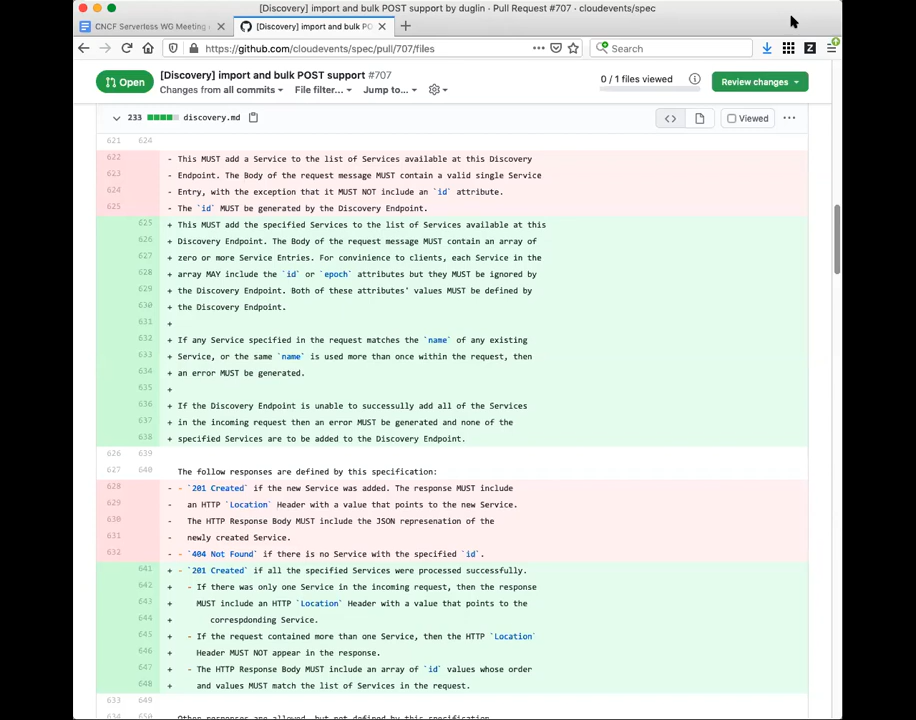 [Discovery] import and bulk POST support by duglin · Pull Request #707 · cloudevents/spec
CNCF Serverless WG Meeting
[Discovery] import and bulk PO
https://github.com/cloudevents/spec/pull/707/files
Search
Open
[Discovery] import and bulk POST support #707
Changes from all commits
File filter...
Jump to...
0 / 1 files viewed
Review changes
233
discovery.md
Viewed
621 624
622 - This MUST add a Service to the list of Services available at this Discovery
623 - Endpoint. The Body of the request message MUST contain a valid single Service
624 - Entry, with the exception that it MUST NOT include an `id` attribute.
625 - The `id` MUST be generated by the Discovery Endpoint.
625 + This MUST add the specified Services to the list of Services available at this
626 + Discovery Endpoint. The Body of the request message MUST contain an array of
627 + zero or more Service Entries. For convinience to clients, each Service in the
628 + array MAY include the `id` or `epoch` attributes but they MUST be ignored by
629 + the Discovery Endpoint. Both of these attributes' values MUST be defined by
630 + the Discovery Endpoint.
631 +
632 + If any Service specified in the request matches the `name` of any existing
633 + Service, or the same `name` is used more than once within the request, then
634 + an error MUST be generated.
635 +
636 + If the Discovery Endpoint is unable to successully add all of the Services
637 + in the incoming request then an error MUST be generated and none of the
638 + specified Services are to be added to the Discovery Endpoint.
626 639
627 640 The follow responses are defined by this specification:
628 - - `201 Created` if the new Service was added. The response MUST include
629 - an HTTP `Location` Header with a value that points to the new Service.
630 - The HTTP Response Body MUST include the JSON represenation of the
631 - newly created Service.
632 - - `404 Not Found` if there is no Service with the specified `id`.
641 + - `201 Created` if all the specified Services were processed successfully.
642 + - If there was only one Service in the incoming request, then the response
643 + MUST include an HTTP `Location` Header with a value that points to the
644 + correspdonding Service.
645 + - If the request contained more than one Service, then the HTTP `Location`
646 + Header MUST NOT appear in the response.
647 + - The HTTP Response Body MUST include an array of `id` values whose order
648 + and values MUST match the list of Services in the request.
633 649
634 650 Other responses are allowed, but not defined by this specification